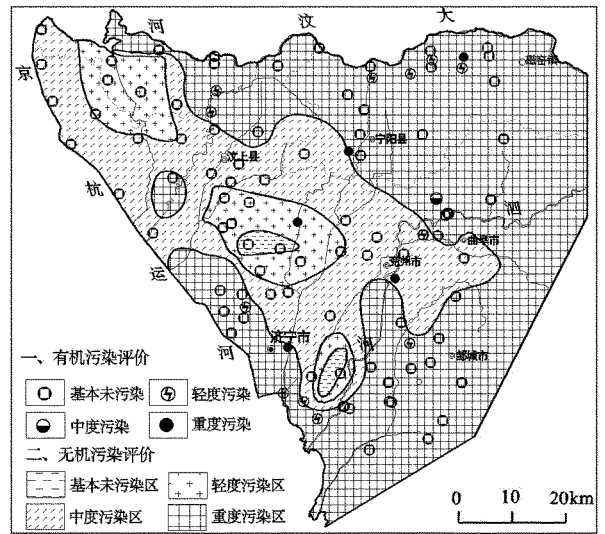 河 汶 大
京
宁阳县
汶上县
杭
泗
曲阜市
兖州市
运
济宁市
河
河
邹城市
一、有机污染评价
基本未污染 轻度污染
中度污染 重度污染
二、无机污染评价
基本未污染区 轻度污染区
中度污染区 重度污染区
0 10 20km